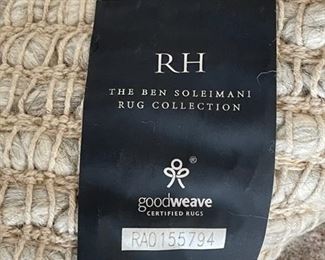 RH
THE BEN SOLEIMANI
RUG COLLECTION
®
goodweave
CERTIFIED RUGS
RA0155794